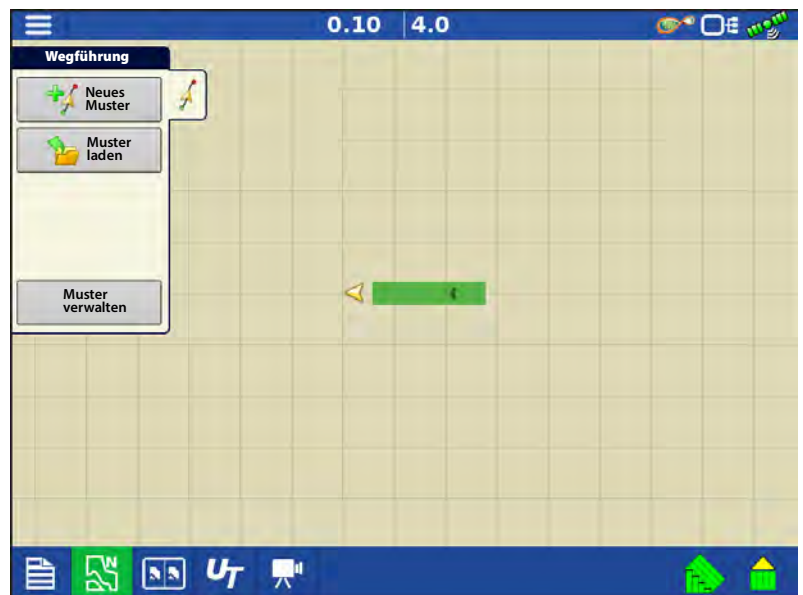 0.10 4.0
Wegführung
Neues
Muster
Muster
laden
Muster
verwalten
N
UT